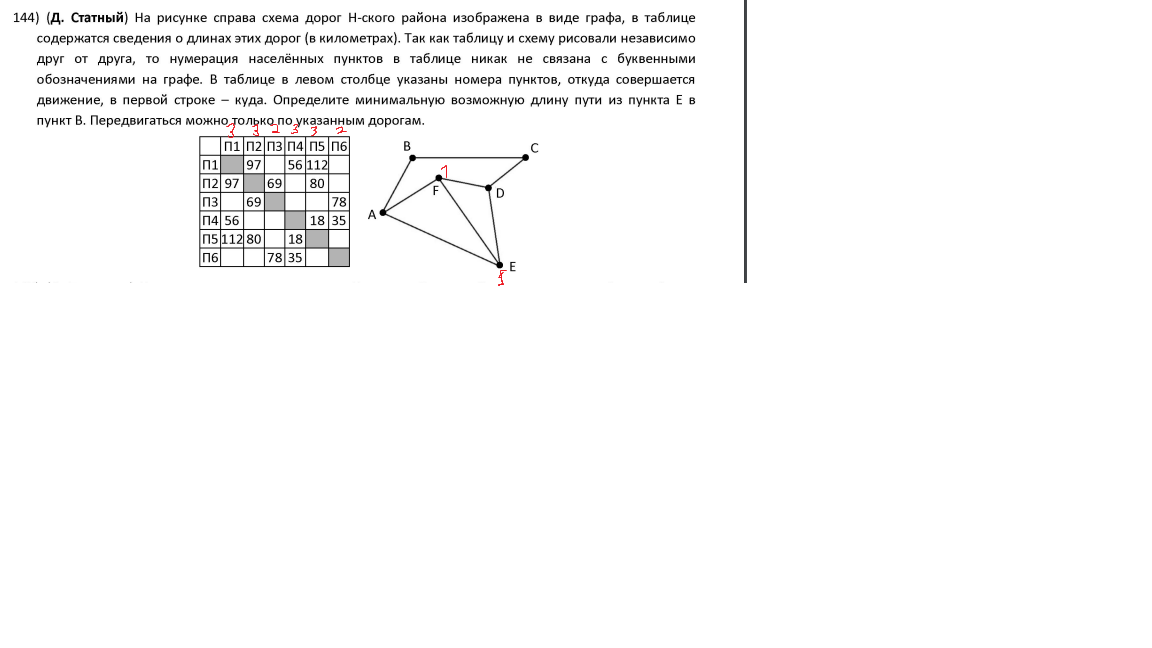 144) (Д. Статный) На рисунке справа схема дорог Н-ского района изображена в виде графа, в таблице
содержатся сведения о длинах этих дорог (в километрах). Так как таблицу и схему рисовали независимо
друг от друга, то нумерация населённых пунктов в таблице никак не связана с буквенными
обозначениями на графе. В таблице в левом столбце указаны номера пунктов, откуда совершается
движение, в первой строке – куда. Определите минимальную возможную длину пути из пункта Е в
пункт В. Передвигаться можно только по указанным дорогам.
3 3 2 3 3 2
П1 П2 П3 П4 П5 П6
П1 97 56 112
П2 97 69 80
П3 69 78
П4 56 18 35
П5 112 80 18
П6 78 35
B C
1
F D
A
E
5